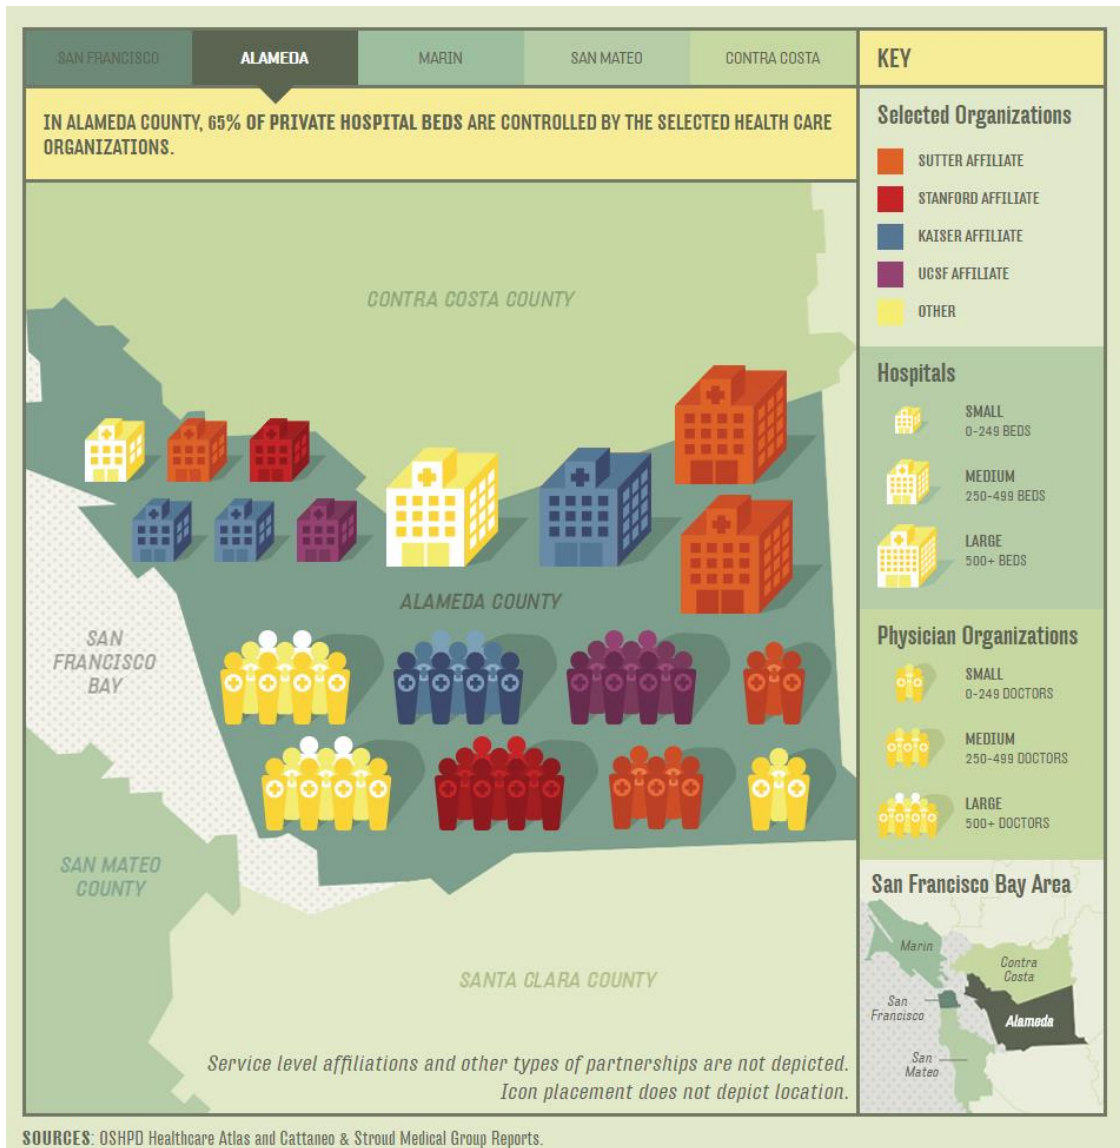 SAN FRANCISCO
ALAMEDA
MARIN
SAN MATEO
CONTRA COSTA
IN ALAMEDA COUNTY, 65% OF PRIVATE HOSPITAL BEDS ARE CONTROLLED BY THE SELECTED HEALTH CARE
ORGANIZATIONS.
CONTRA COSTA COUNTY
ALAMEDA COUNTY
SAN
FRANCISCO
BAY
SAN MATEO
COUNTY
SANTA CLARA COUNTY
Service level affiliations and other types of partnerships are not depicted.
Icon placement does not depict location.
KEY
Selected Organizations
SUTTER AFFILIATE
STANFORD AFFILIATE
KAISER AFFILIATE
UCSF AFFILIATE
OTHER
Hospitals
SMALL
0-249 BEDS
MEDIUM
250-499 BEDS
LARGE
500+ BEDS
Physician Organizations
SMALL
0-249 DOCTORS
MEDIUM
250-499 DOCTORS
LARGE
500+ DOCTORS
San Francisco Bay Area
Marin
Contra
Costa
San
Francisco
Alameda
San
Mateo
SOURCES: OSHPD Healthcare Atlas and Cattaneo & Stroud Medical Group Reports.